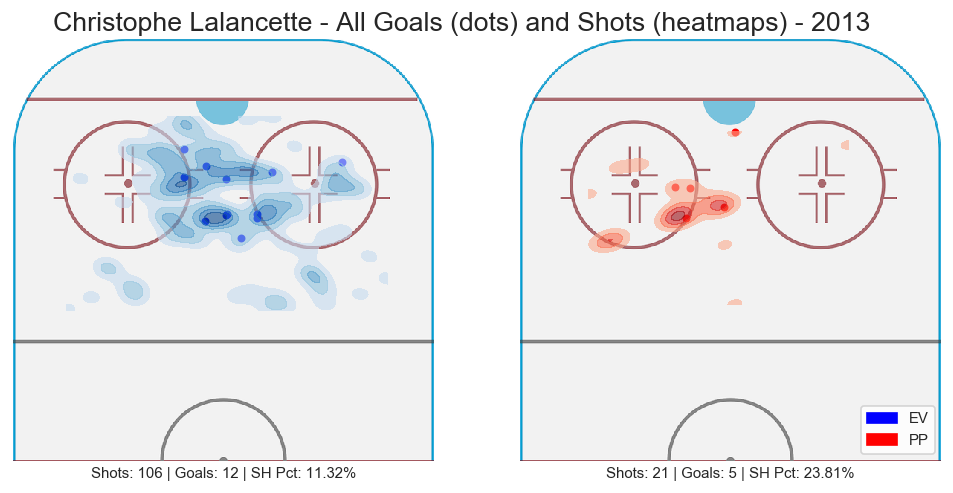 Christophe Lalancette - All Goals (dots) and Shots (heatmaps) - 2013
EV
PP
Shots: 106 | Goals: 12 | SH Pct: 11.32%
Shots: 21 | Goals: 5 | SH Pct: 23.81%